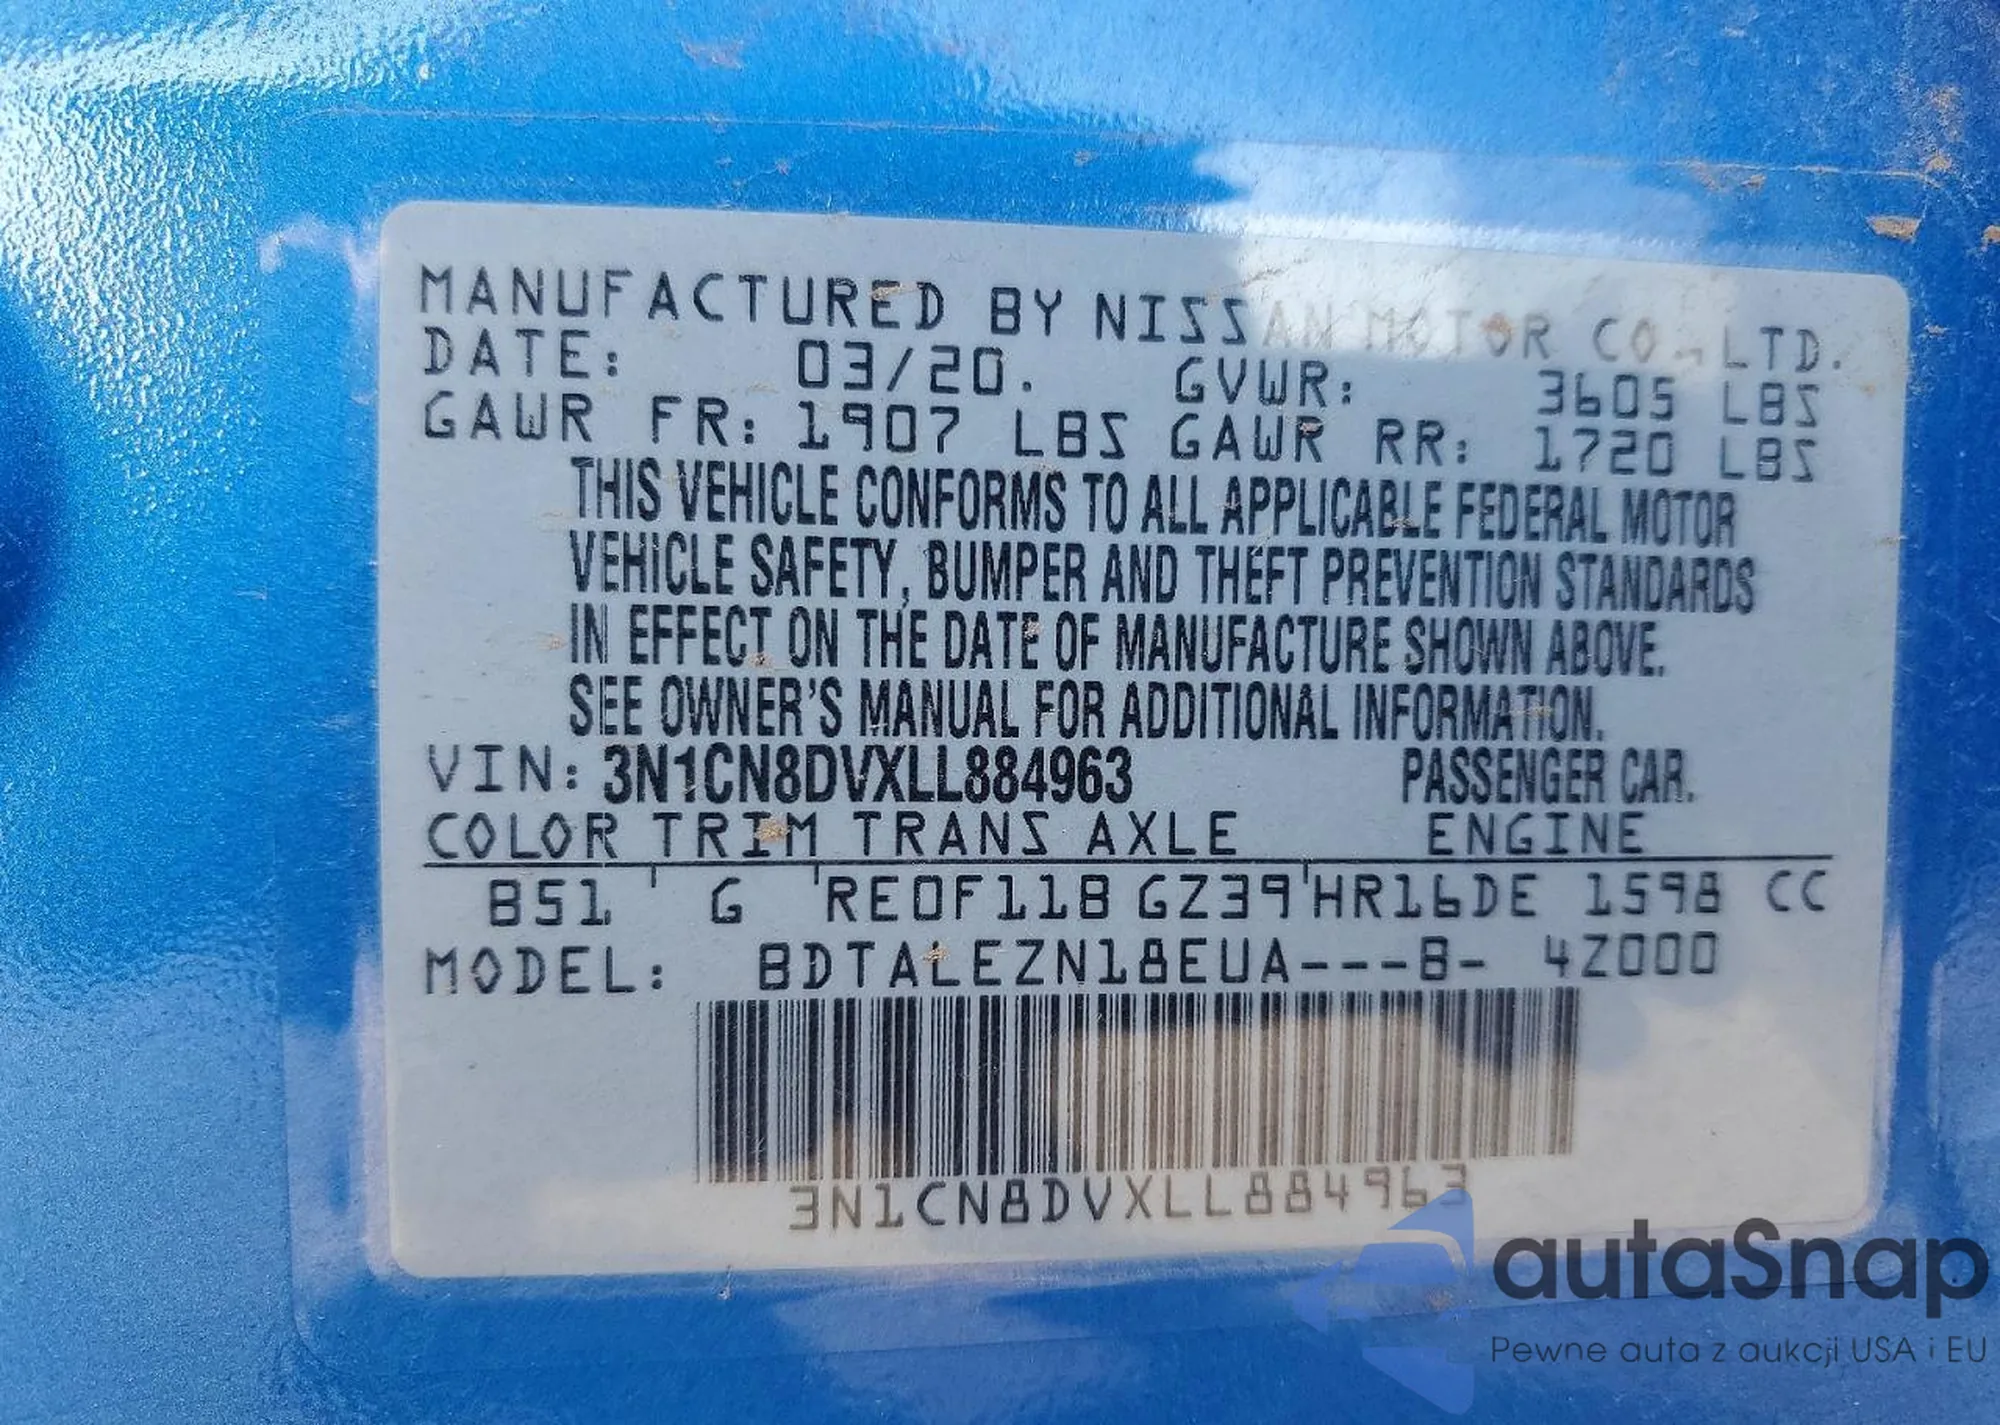 MANUFACTURED BY NISSAN MOTOR CO., LTD.
DATE: 03/20. GVWR: 3605 LBS
GAWR FR: 1907 LBS GAWR RR: 1720 LBS
THIS VEHICLE CONFORMS TO ALL APPLICABLE FEDERAL MOTOR
VEHICLE SAFETY, BUMPER AND THEFT PREVENTION STANDARDS
IN EFFECT ON THE DATE OF MANUFACTURE SHOWN ABOVE.
SEE OWNER'S MANUAL FOR ADDITIONAL INFORMATION.
VIN: 3N1CN8DVXLL884963 PASSENGER CAR.
COLOR TRIM TRANS AXLE ENGINE
B51 G RE0F11B GZ39 HR16DE 1598 CC
MODEL: BDTALEZN18EUA---B- 4Z000
3N1CN8DVXLL884963
autaSnap
Pewne auta z aukcji USA i EU